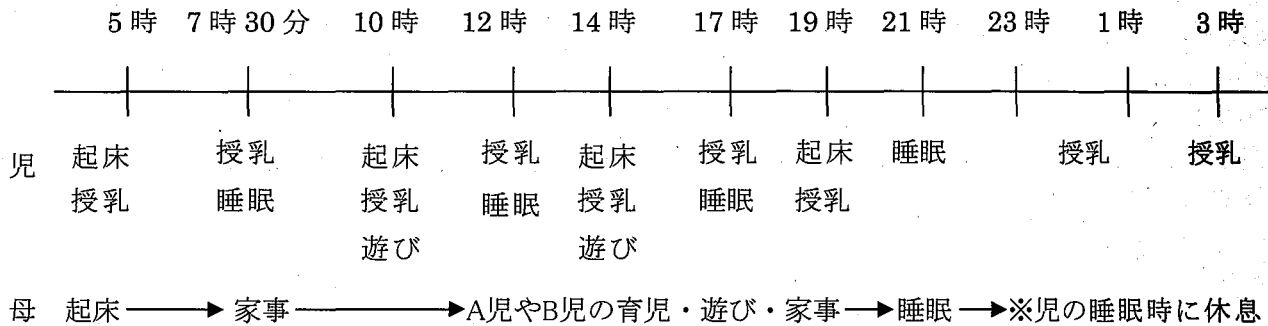 5時 7時30分 10時 12時 14時 17時 19時 21時 23時 1時 3時
児 起床 授乳 起床 授乳 起床 授乳 起床 睡眠 授乳 授乳
授乳 睡眠 授乳 睡眠 授乳 睡眠 授乳
遊び 遊び
母 起床→家事→A児やB児の育児・遊び・家事→睡眠→※児の睡眠時に休息